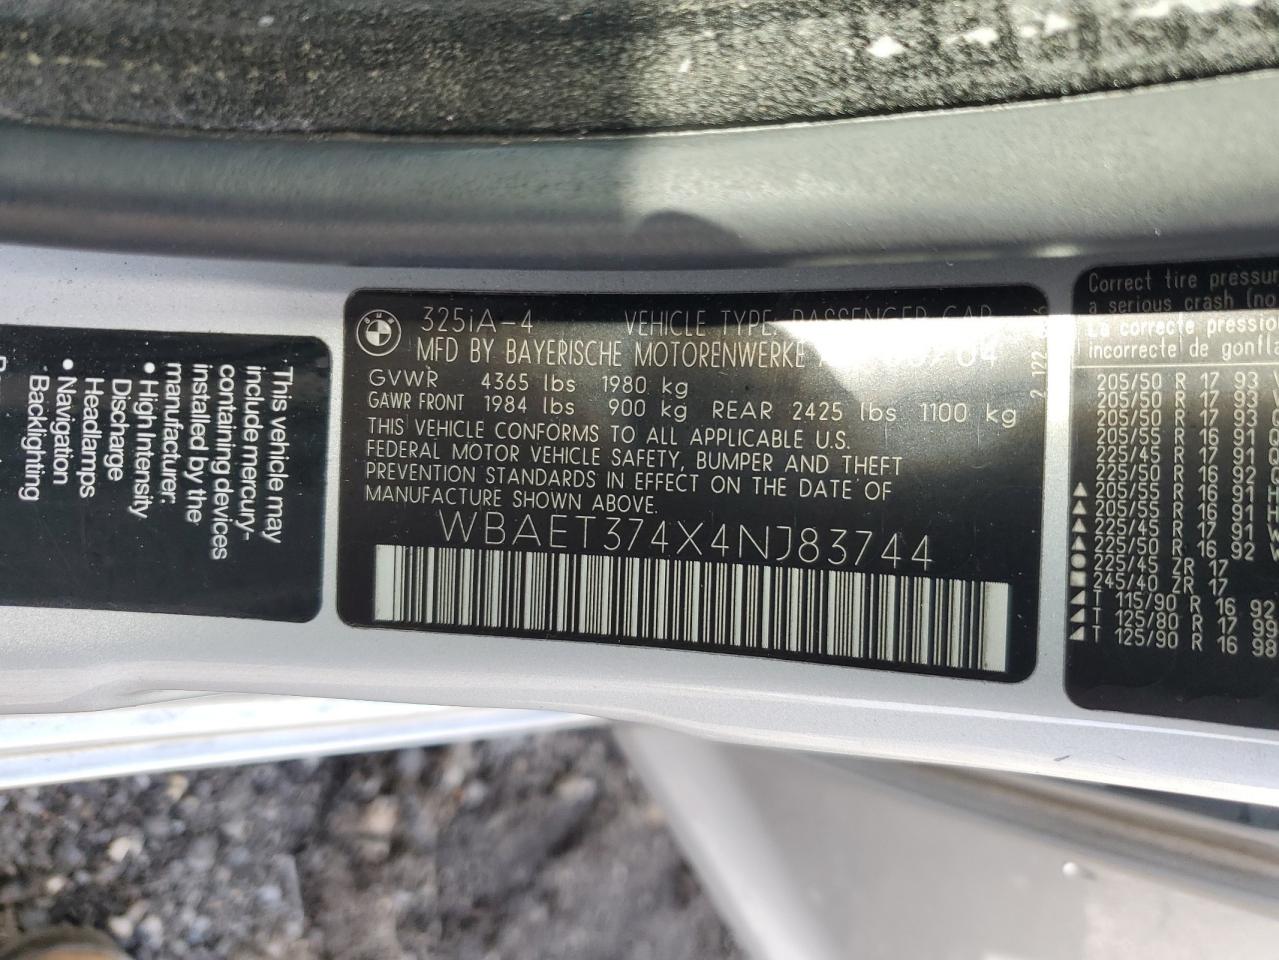 This vehicle may
include mercury-
containing devices
installed by the
manufacturer:
• High Intensity
Discharge
Headlamps
• Navigation
Backlighting
BMW
325iA-4 VEHICLE TYPE: PASSENGER CAR
MFD BY BAYERISCHE MOTORENWERKE 04
GVWR 4365 lbs 1980 kg
GAWR FRONT 1984 lbs 900 kg REAR 2425 lbs 1100 kg
THIS VEHICLE CONFORMS TO ALL APPLICABLE U.S.
FEDERAL MOTOR VEHICLE SAFETY, BUMPER AND THEFT
PREVENTION STANDARDS IN EFFECT ON THE DATE OF
MANUFACTURE SHOWN ABOVE.
WBAET374X4NJ83744
2 122
Correct tire pressur
a serious crash (no
La correcte pression
incorrecte de gonfla
205/50 R 17 93
205/50 R 17 93
205/55 R 16 91
225/45 R 17 91
225/50 R 16 92
▲ 205/55 R 16 91 H
▲ 205/55 R 16 91
▲ 225/45 R 17 91
▲ 225/50 R 16 92 W
● 225/45 ZR 17
■ 245/40 ZR 17
T 115/90 R 16 92
T 125/80 R 17 99
T 125/90 R 16 98